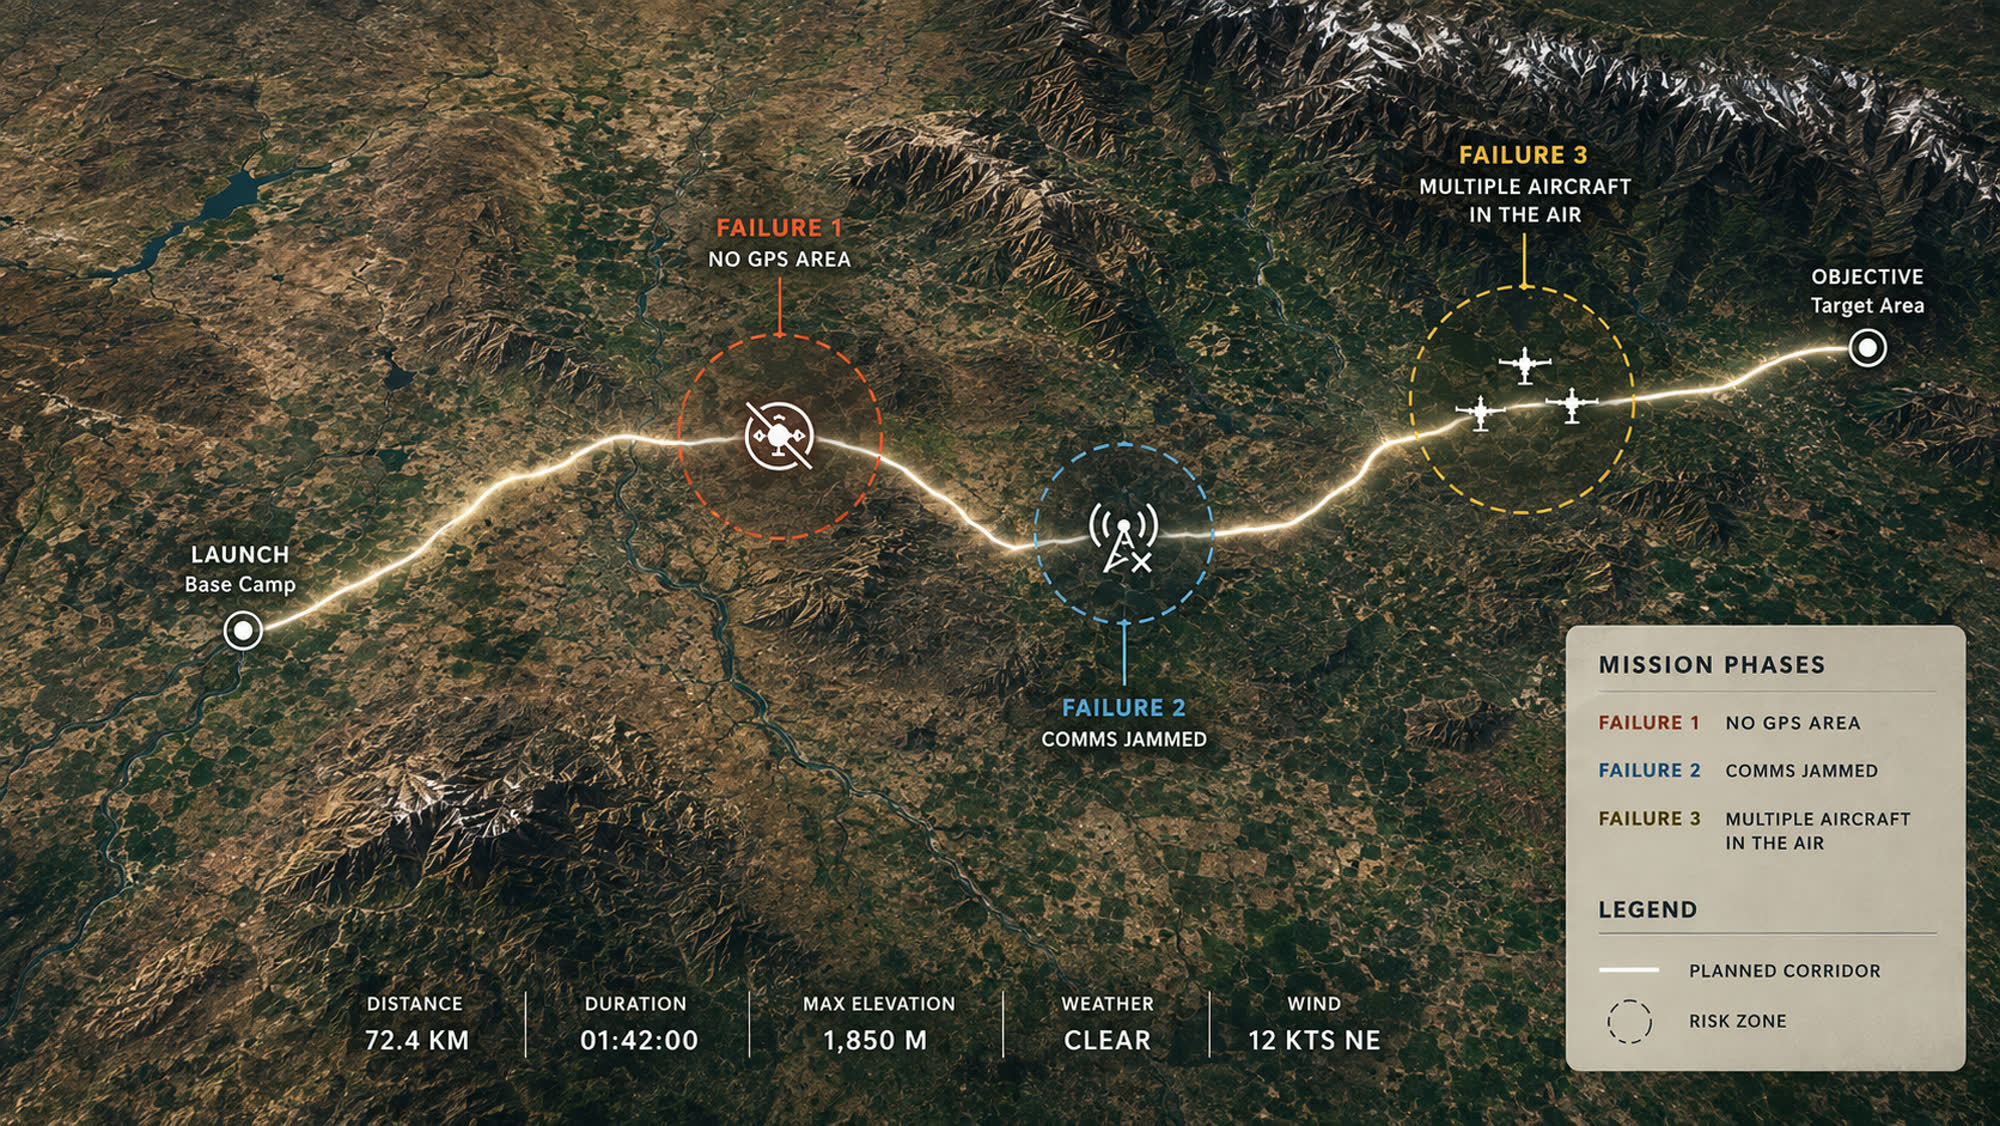 FAILURE 3
MULTIPLE AIRCRAFT
IN THE AIR
FAILURE 1
NO GPS AREA
OBJECTIVE
Target Area
LAUNCH
Base Camp
FAILURE 2
COMMS JAMMED
MISSION PHASES
FAILURE 1 NO GPS AREA
FAILURE 2 COMMS JAMMED
FAILURE 3 MULTIPLE AIRCRAFT
IN THE AIR
LEGEND
PLANNED CORRIDOR
RISK ZONE
DISTANCE
72.4 KM
DURATION
01:42:00
MAX ELEVATION
1,850 M
WEATHER
CLEAR
WIND
12 KTS NE